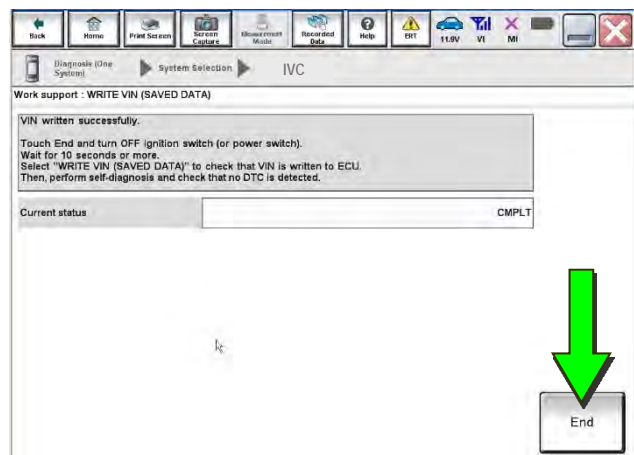 Back
Home
Print Screen
Screen
Capture
Measurement
Mode
Recorded
Data
Help
ERT
11.9V
VI
MI
Diagnosis (One
System)
System Selection
IVC
Work support : WRITE VIN (SAVED DATA)
VIN written successfully.
Touch End and turn OFF ignition switch (or power switch).
Wait for 10 seconds or more.
Select "WRITE VIN (SAVED DATA)" to check that VIN is written to ECU.
Then, perform self-diagnosis and check that no DTC is detected.
Current status
CMPLT
End